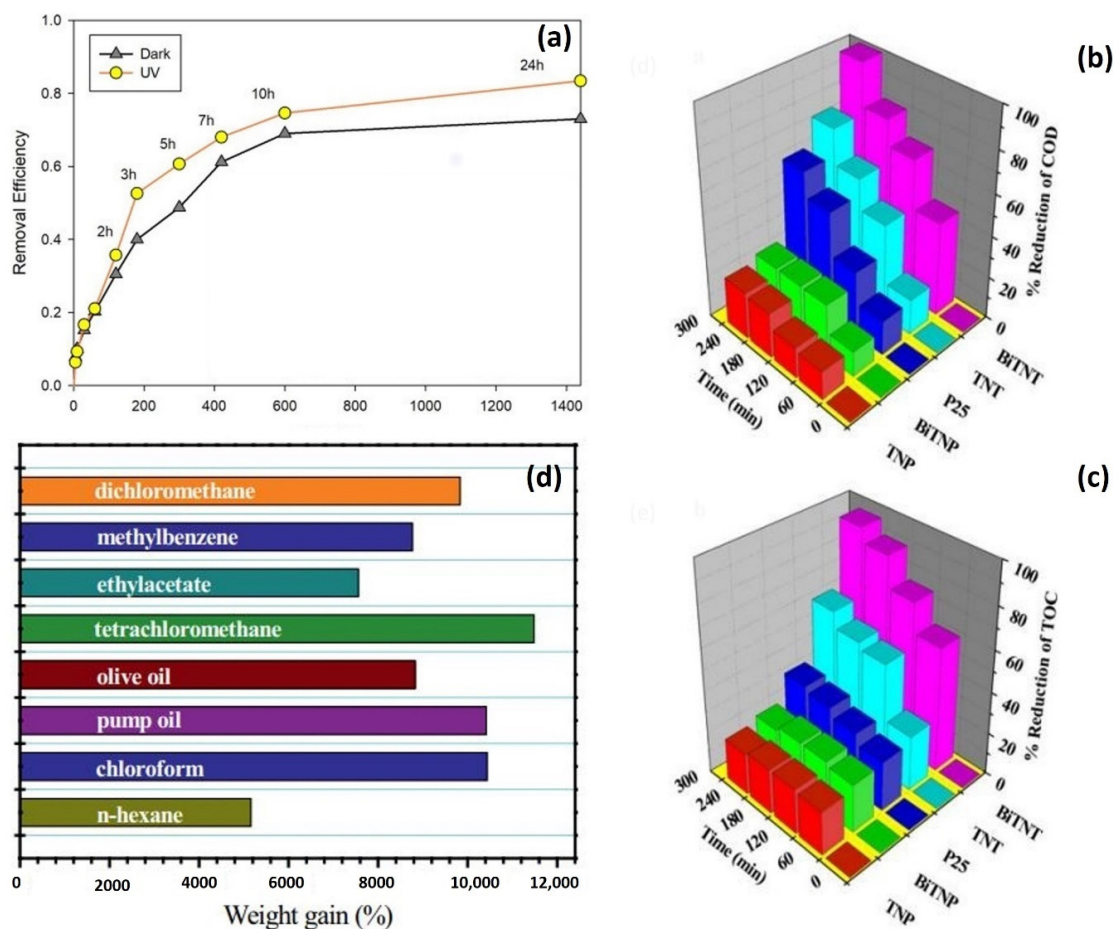 (a)
Dark
UV
2h
3h
5h
7h
10h
24h
Removal Efficiency
1.0
0.8
0.6
0.4
0.2
0.0
0 200 400 600 800 1000 1200 1400
(d) a
(b)
% Reduction of COD
100
80
60
40
20
0
300
240
180
120
60
0
Time (min)
BiTNT
TNT
P25
BiTNP
TNP
(d)
dichloromethane
methylbenzene
ethylacetate
tetrachloromethane
olive oil
pump oil
chloroform
n-hexane
0 2000 4000 6000 8000 10,000 12,000
Weight gain (%)
(e) b
(c)
% Reduction of TOC
100
80
60
40
20
0
300
240
180
120
60
0
Time (min)
BiTNT
TNT
P25
BiTNP
TNP